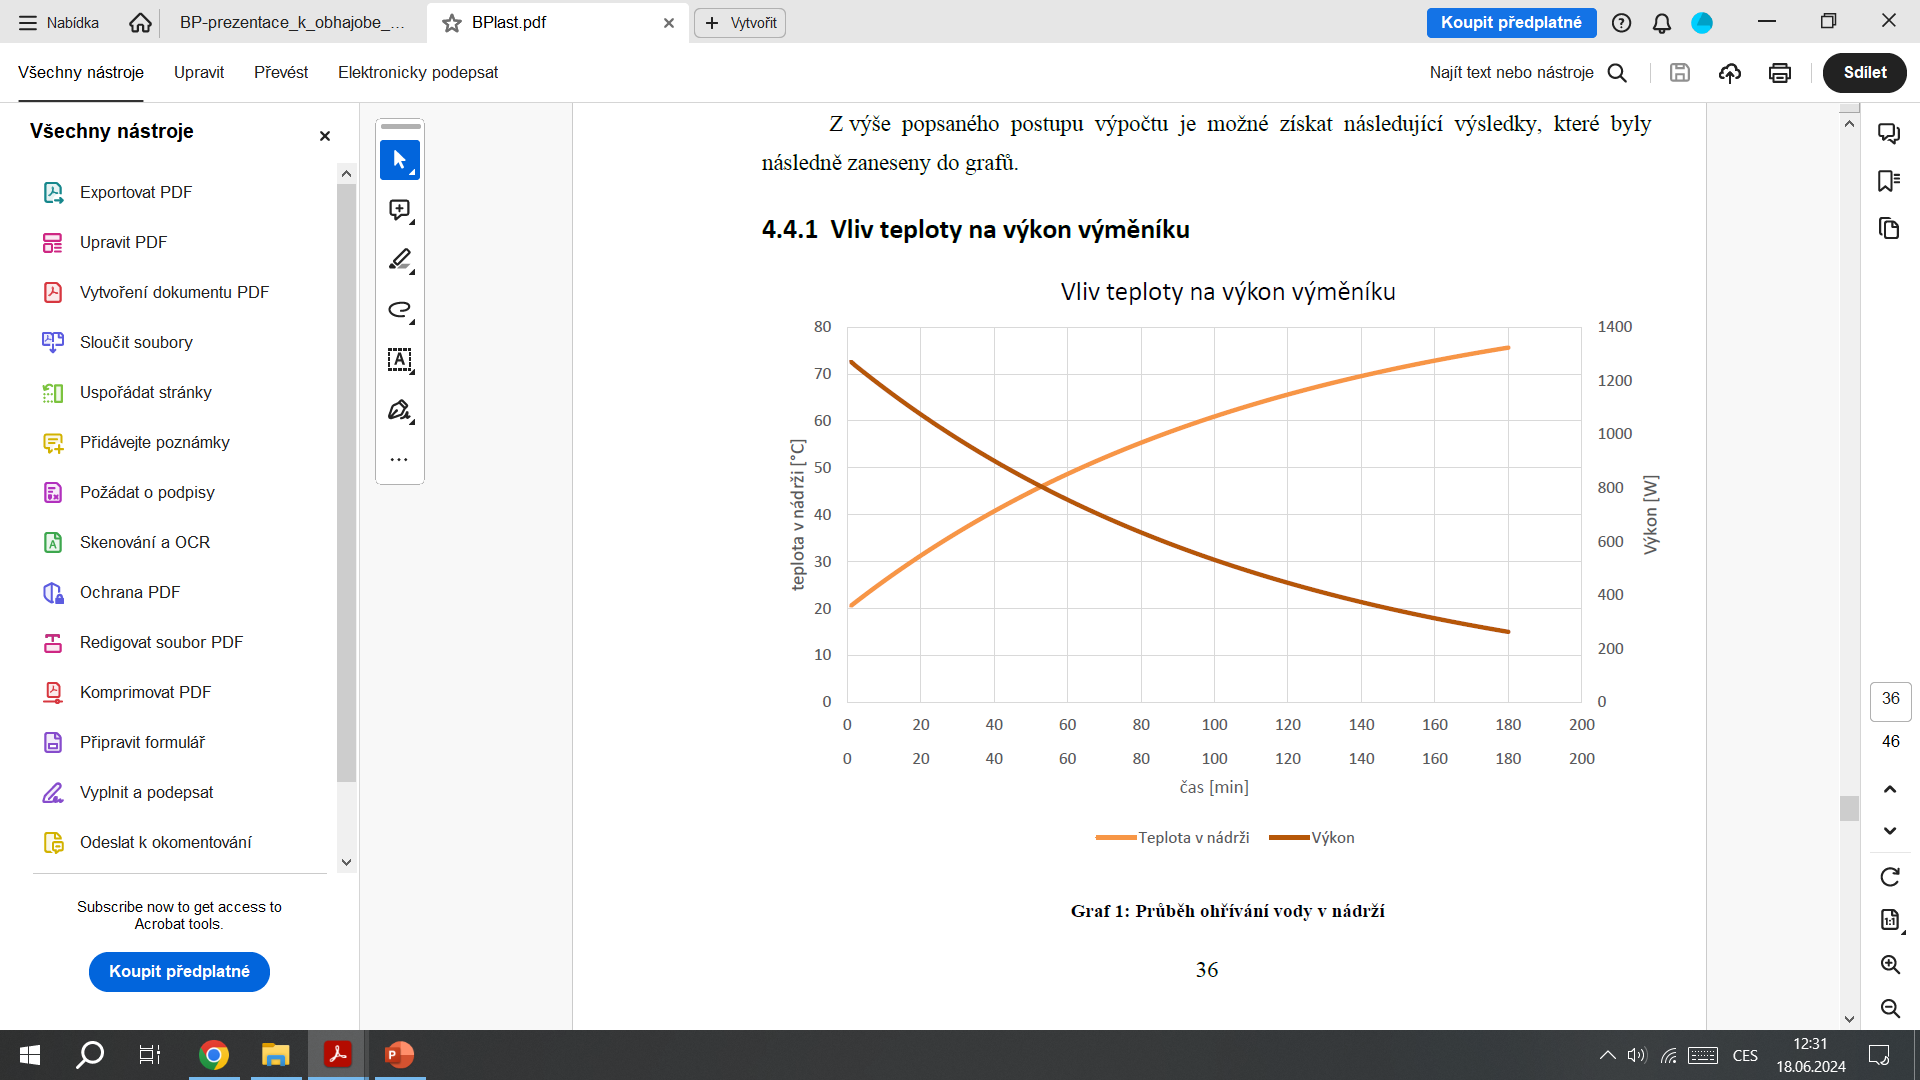 Nabídka
BP-prezentace_k_obhajobe_...
BPlast.pdf
Vytvořit
Koupit předplatné
Všechny nástroje
Upravit
Převést
Elektronicky podepsat
Najít text nebo nástroje
Sdílet
Všechny nástroje
Exportovat PDF
Upravit PDF
Vytvoření dokumentu PDF
Sloučit soubory
Uspořádat stránky
Přidávejte poznámky
Požádat o podpisy
Skenování a OCR
Ochrana PDF
Redigovat soubor PDF
Komprimovat PDF
Připravit formulář
Vyplnit a podepsat
Odeslat k okomentování
Subscribe now to get access to
Acrobat tools.
Koupit předplatné
Z výše popsaného postupu výpočtu je možné získat následující výsledky, které byly
následně zaneseny do grafů.
4.4.1 Vliv teploty na výkon výměníku
Vliv teploty na výkon výměníku
80
70
60
50
40
30
20
10
0
teplota v nádrži [°C]
1400
1200
1000
800
600
400
200
0
Výkon [W]
0 20 40 60 80 100 120 140 160 180 200
0 20 40 60 80 100 120 140 160 180 200
čas [min]
Teplota v nádrži Výkon
Graf 1: Průběh ohřívání vody v nádrží
36
36
46
1:1
CES
12:31
18.06.2024